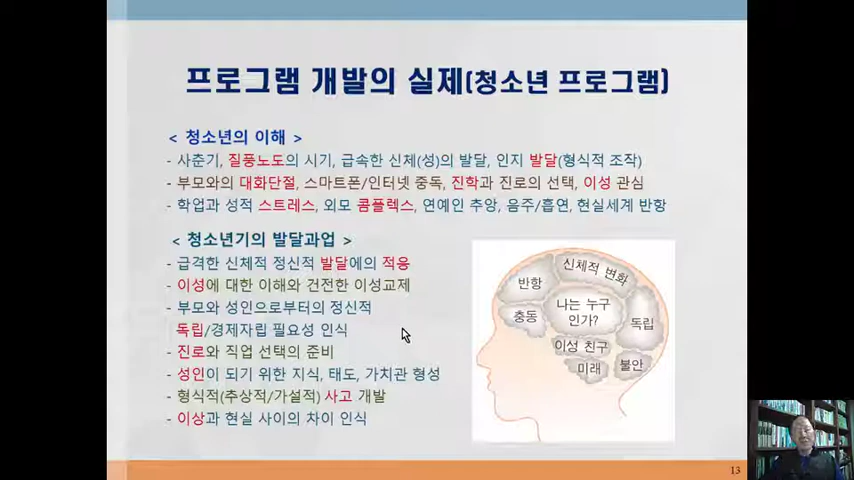 프로그램 개발의 실제(청소년 프로그램)
< 청소년의 이해 >
- 사춘기, 질풍노도의 시기, 급속한 신체(성)의 발달, 인지 발달(형식적 조작)
- 부모와의 대화단절, 스마트폰/인터넷 중독, 진학과 진로의 선택, 이성 관심
- 학업과 성적 스트레스, 외모 콤플렉스, 연예인 추앙, 음주/흡연, 현실세계 반항
< 청소년기의 발달과업 >
- 급격한 신체적 정신적 발달에의 적응
- 이성에 대한 이해와 건전한 이성교제
- 부모와 성인으로부터의 정신적
독립/경제자립 필요성 인식
- 진로와 직업 선택의 준비
- 성인이 되기 위한 지식, 태도, 가치관 형성
- 형식적(추상적/가설적) 사고 개발
- 이상과 현실 사이의 차이 인식
반항
신체적 변화
충동
나는 누구
인가?
독립
이성 친구
미래
불안
13